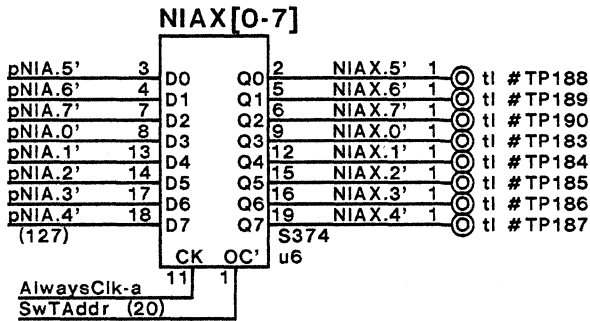 NIAX[0-7]
pNIA.5' 3 D0 Q0 2 NIAX.5' 1 tl #TP188
pNIA.6' 4 D1 Q1 5 NIAX.6' 1 tl #TP189
pNIA.7' 7 D2 Q2 6 NIAX.7' 1 tl #TP190
pNIA.0' 8 D3 Q3 9 NIAX.0' 1 tl #TP183
pNIA.1' 13 D4 Q4 12 NIAX.1' 1 tl #TP184
pNIA.2' 14 D5 Q5 15 NIAX.2' 1 tl #TP185
pNIA.3' 17 D6 Q6 16 NIAX.3' 1 tl #TP186
pNIA.4' 18 D7 Q7 19 NIAX.4' 1 tl #TP187
(127) S374
CK OC' u6
11 1
AlwaysClk-a
SwTAddr (20)